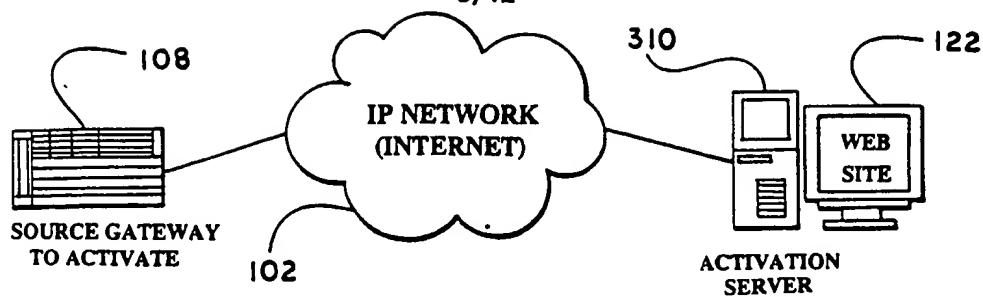 108
310
122
IP NETWORK
(INTERNET)
WEB
SITE
SOURCE GATEWAY
TO ACTIVATE
102
ACTIVATION
SERVER